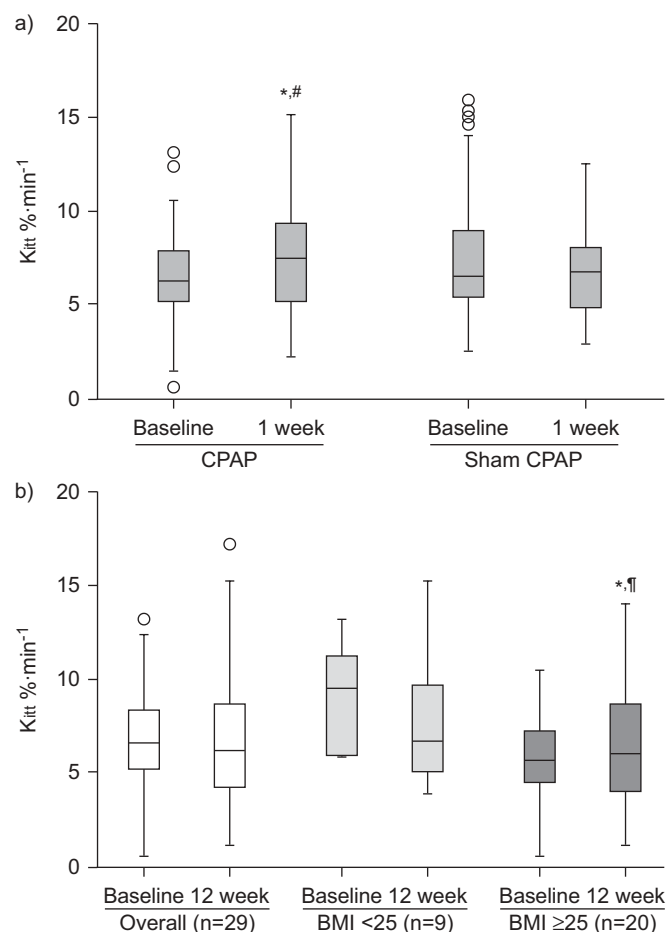 a)
20
15
10
5
0
Kitt %·min⁻¹
*,#
Baseline 1 week Baseline 1 week
CPAP Sham CPAP
b)
20
15
10
5
0
Kitt %·min⁻¹
*,¶
Baseline 12 week Baseline 12 week Baseline 12 week
Overall (n=29) BMI <25 (n=9) BMI ≥25 (n=20)